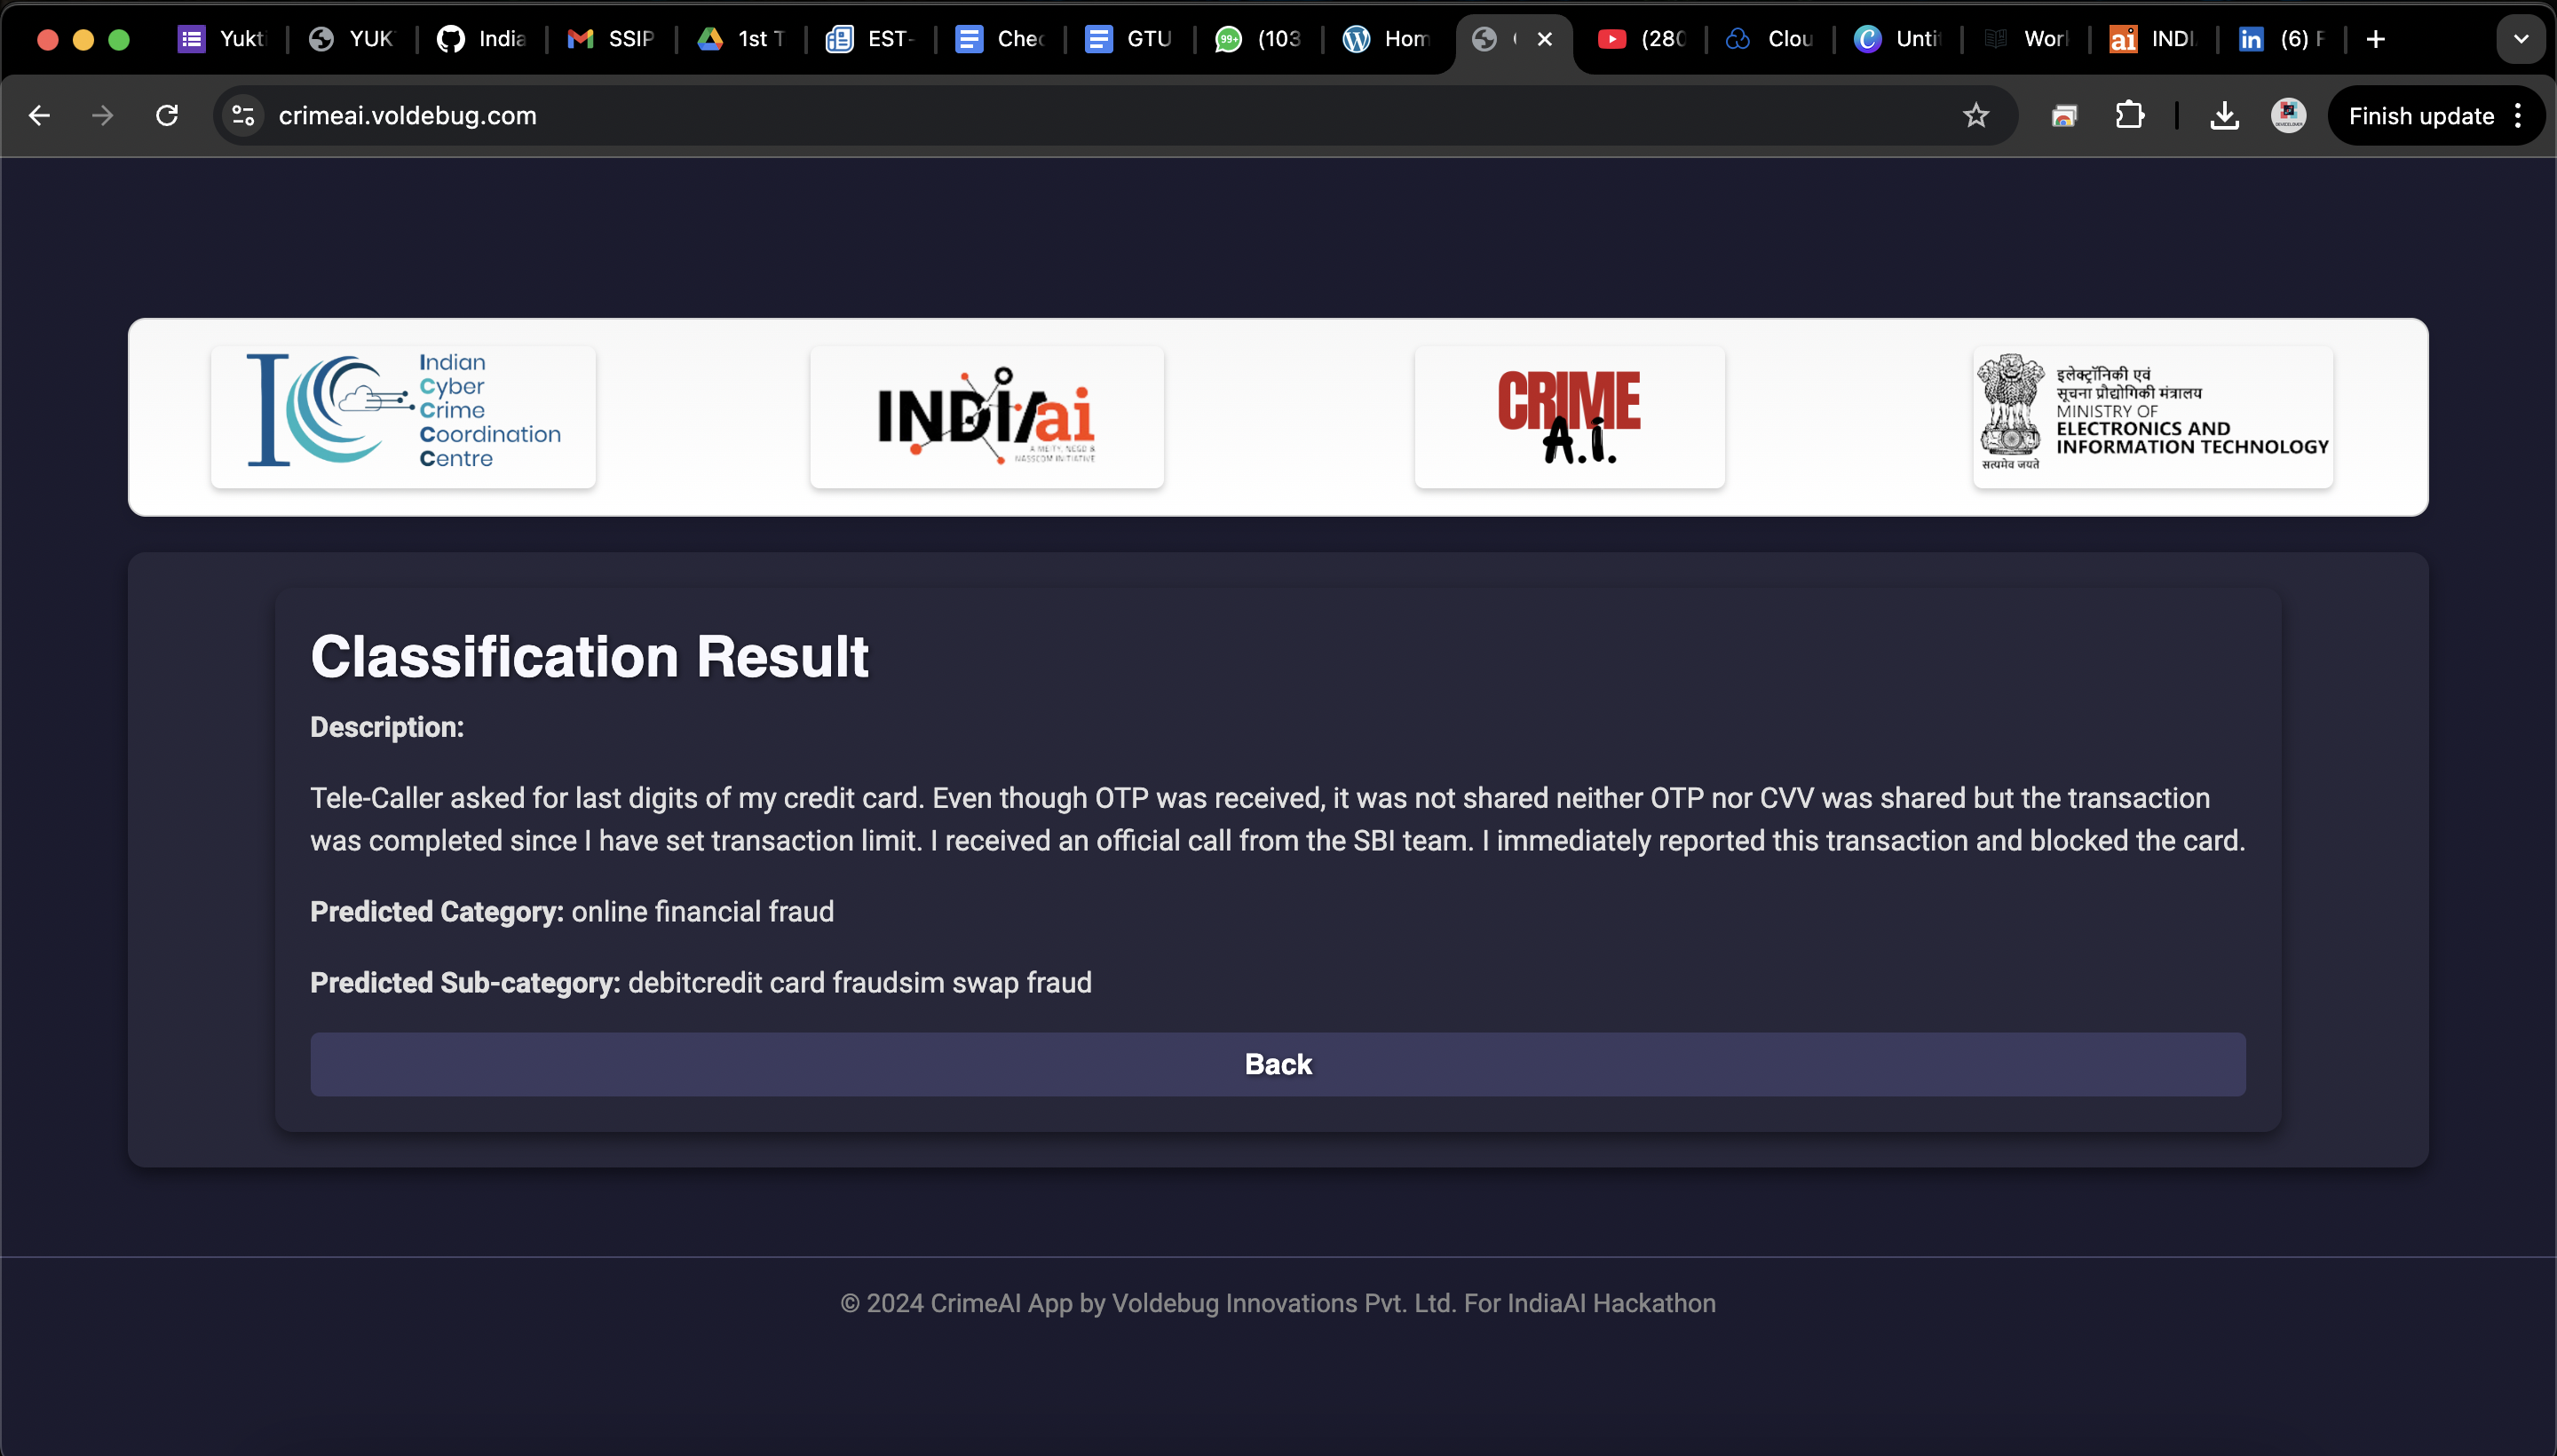 Yukti
YUK
India
SSIP
1st T
EST-
Chec
GTU
99+
(103
Hom
(280
Clou
Unti
Worl
ai
INDI
in
(6) F
crimeai.voldebug.com
Finish update
Indian
Cyber
Crime
Coordination
Centre
INDIAai
A MEITY, NEGD &
NASSCOM INITIATIVE
CRIME
A.i.
इलेक्ट्रॉनिकी एवं
सूचना प्रौद्योगिकी मंत्रालय
MINISTRY OF
ELECTRONICS AND
INFORMATION TECHNOLOGY
सत्यमेव जयते
Classification Result
Description:
Tele-Caller asked for last digits of my credit card. Even though OTP was received, it was not shared neither OTP nor CVV was shared but the transaction
was completed since I have set transaction limit. I received an official call from the SBI team. I immediately reported this transaction and blocked the card.
Predicted Category: online financial fraud
Predicted Sub-category: debitcredit card fraudsim swap fraud
Back
© 2024 CrimeAI App by Voldebug Innovations Pvt. Ltd. For IndiaAI Hackathon